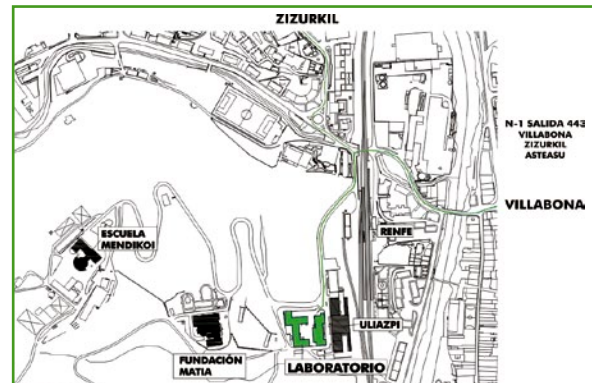 ZIZURKIL
N-1 SALIDA 443
VILLABONA
ZIZURKIL
ASTEASU
VILLABONA
RENFE
ESCUELA
MENDIKOI
ULIAZPI
FUNDACIÓN
MATIA
LABORATORIO